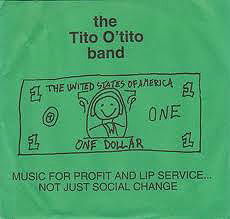 the
Tito O'tito
band
THE UNITED STATES OF AMERICA
1 1
ONE
ONE DOLLAR
1 1
MUSIC FOR PROFIT AND LIP SERVICE...
NOT JUST SOCIAL CHANGE